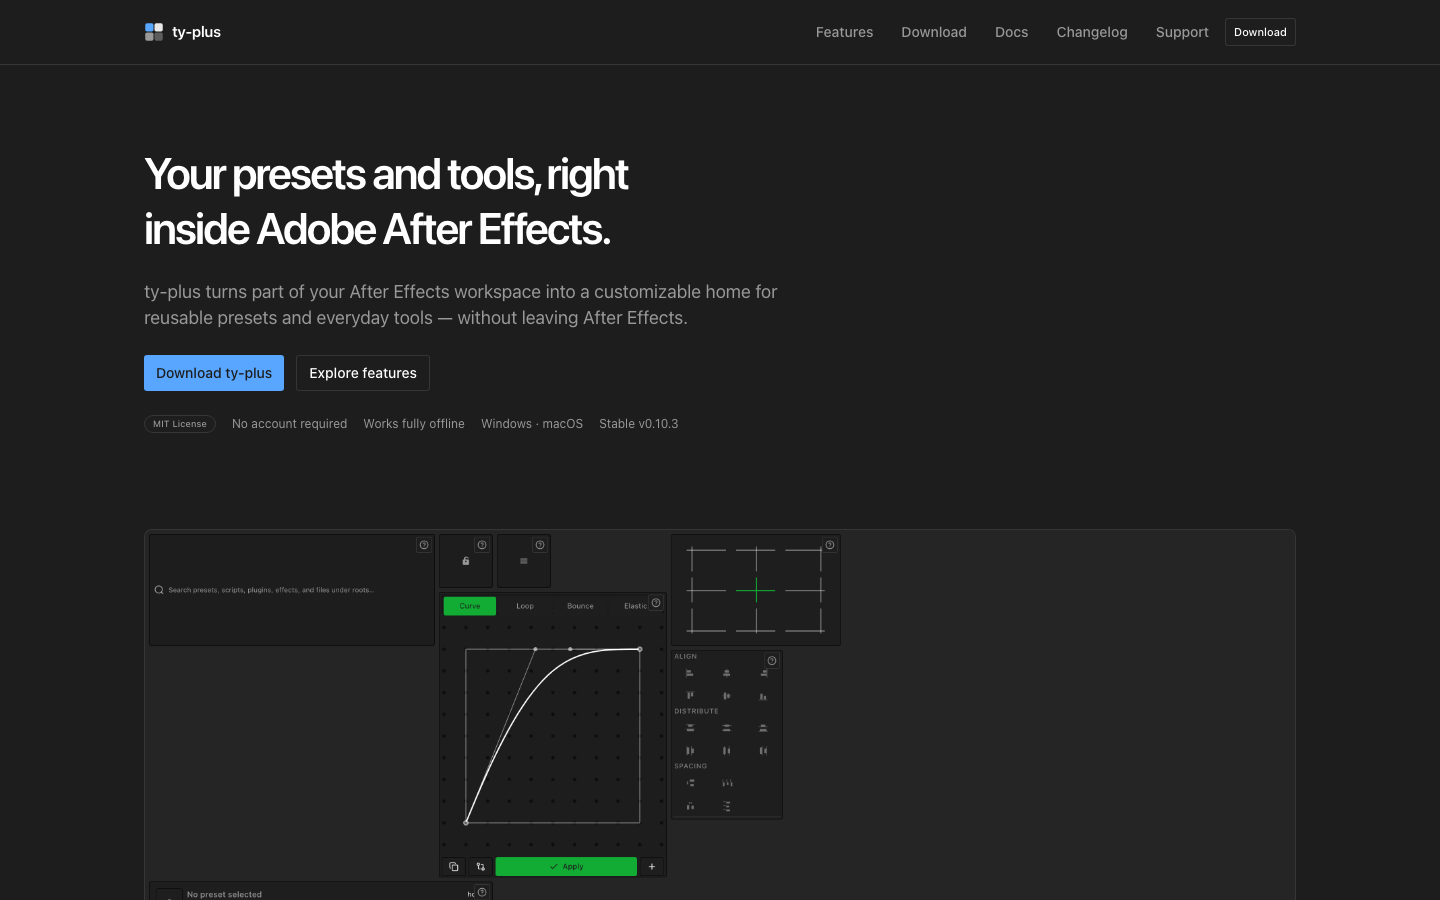 ty-plus
Features
Download
Docs
Changelog
Support
Download
Your presets and tools, right
inside Adobe After Effects.
ty-plus turns part of your After Effects workspace into a customizable home for
reusable presets and everyday tools — without leaving After Effects.
Download ty-plus
Explore features
MIT License
No account required
Works fully offline
Windows · macOS
Stable v0.10.3
Search presets, scripts, plugins, effects, and files under roots...
Curve
Loop
Bounce
Elastic
ALIGN
DISTRIBUTE
SPACING
Apply
No preset selected